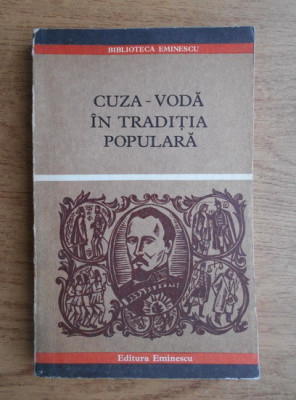 BIBLIOTECA EMINESCU
CUZA - VODĂ
ÎN TRADIȚIA
POPULARĂ
Editura Eminescu